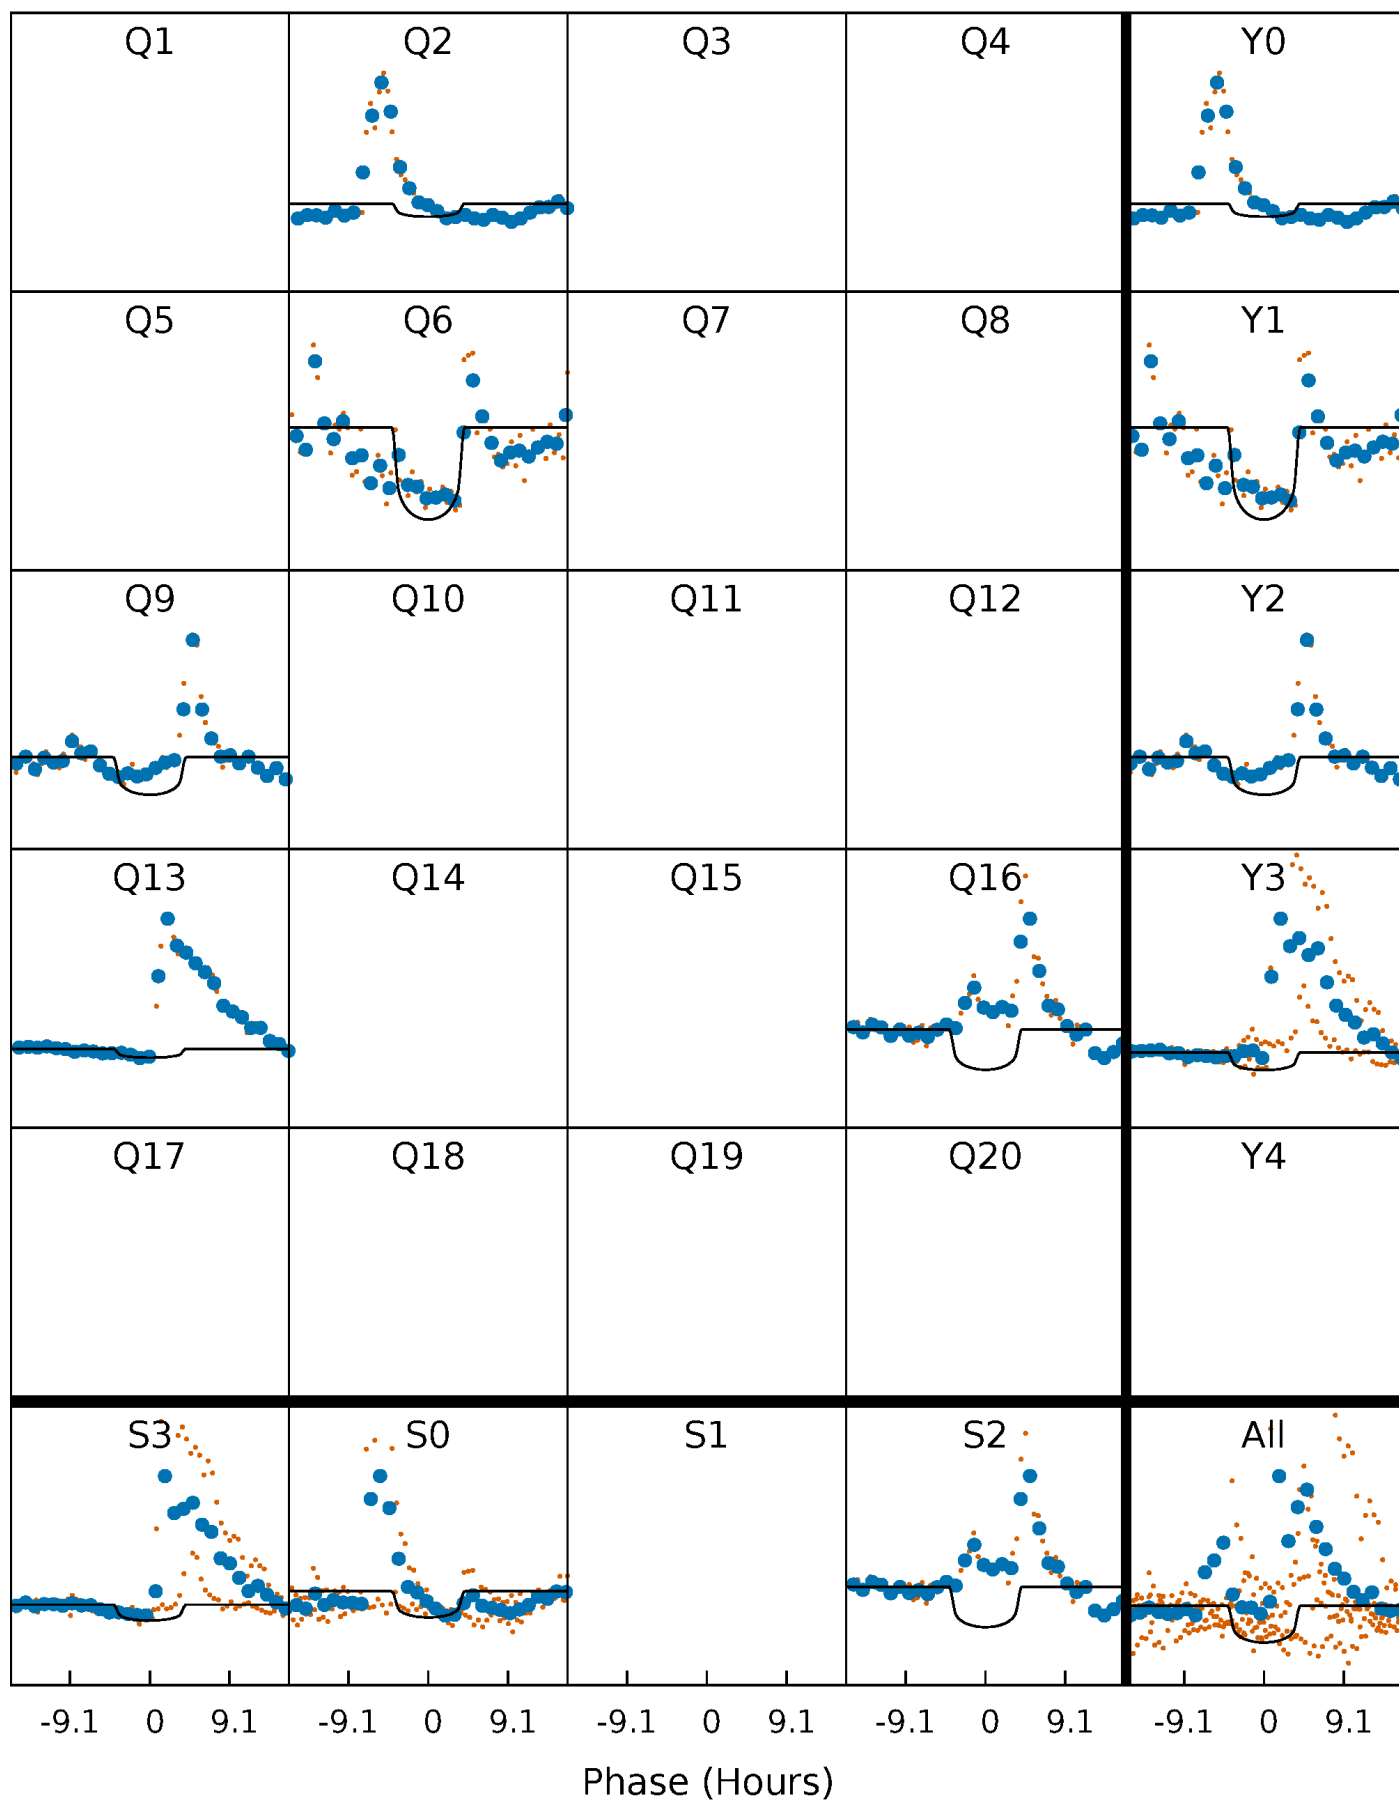 Q1 Q2 Q3 Q4 Y0
Q5 Q6 Q7 Q8 Y1
Q9 Q10 Q11 Q12 Y2
Q13 Q14 Q15 Q16 Y3
Q17 Q18 Q19 Q20 Y4
S3 S0 S1 S2 All
-9.1 0 9.1 -9.1 0 9.1 -9.1 0 9.1 -9.1 0 9.1 -9.1 0 9.1
Phase (Hours)